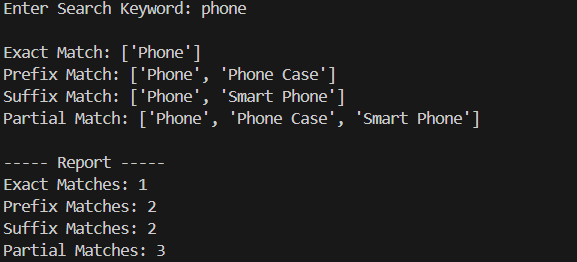 Enter Search Keyword: phone
Exact Match: ['Phone']
Prefix Match: ['Phone', 'Phone Case']
Suffix Match: ['Phone', 'Smart Phone']
Partial Match: ['Phone', 'Phone Case', 'Smart Phone']
----- Report -----
Exact Matches: 1
Prefix Matches: 2
Suffix Matches: 2
Partial Matches: 3